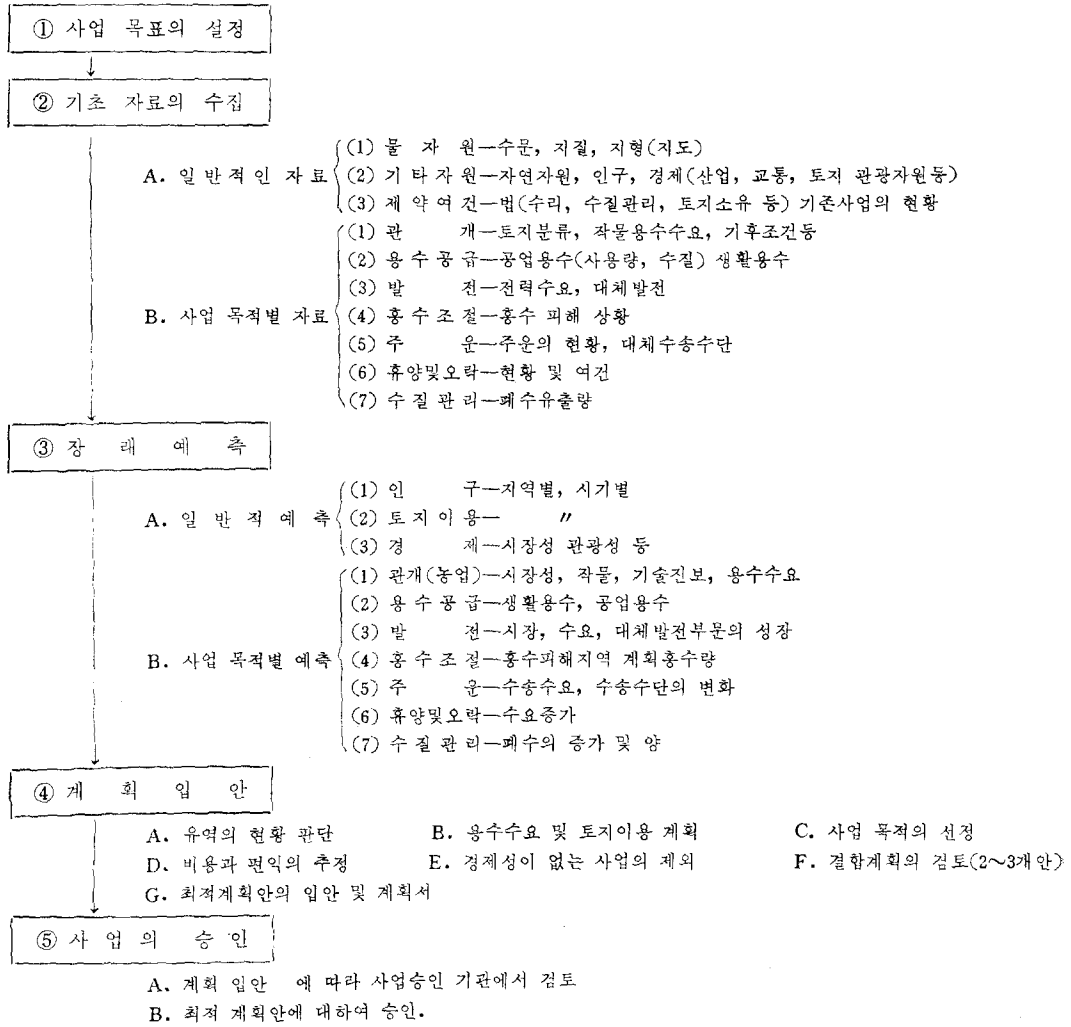 ① 사업 목표의 설정
② 기초 자료의 수집
(1) 물 자 원—수문, 지질, 지형(지도)
A. 일반적인 자료 (2) 기타자원—자연자원, 인구, 경제(산업, 교통, 토지 관광자원등)
(3) 제약여건—법(수리, 수질관리, 토지소유 등) 기존사업의 현황
(1) 관 개—토지분류, 작물용수수요, 기후조건등
(2) 용수공급—공업용수(사용량, 수질) 생활용수
(3) 발 전—전력수요, 대체발전
B. 사업 목적별 자료 (4) 홍수조절—홍수 피해 상황
(5) 주 운—주운의 현황, 대체수송수단
(6) 휴양및오락—현황 및 여건
(7) 수질관리—폐수유출량
③ 장 래 예 측
(1) 인 구—지역별, 시기별
A. 일 반 적 예 측 (2) 토지이용— 〃
(3) 경 제—시장성 관광성 등
(1) 관개(농업)—시장성, 작물, 기술진보, 용수수요
(2) 용수공급—생활용수, 공업용수
(3) 발 전—시장, 수요, 대체발전부문의 성장
B. 사업 목적별 예측 (4) 홍수조절—홍수피해지역 계획홍수량
(5) 주 운—수송수요, 수송수단의 변화
(6) 휴양및오락—수요증가
(7) 수질관리—폐수의 증가 및 양
④ 계 획 입 안
A. 유역의 현황 판단 B. 용수수요 및 토지이용 계획 C. 사업 목적의 선정
D. 비용과 편익의 추정 E. 경제성이 없는 사업의 제외 F. 결합계획의 검토(2~3개안)
G. 최적계획안의 입안 및 계획서
⑤ 사 업 의 승 인
A. 계획 입안 에 따라 사업승인 기관에서 검토
B. 최적 계획안에 대하여 승인.